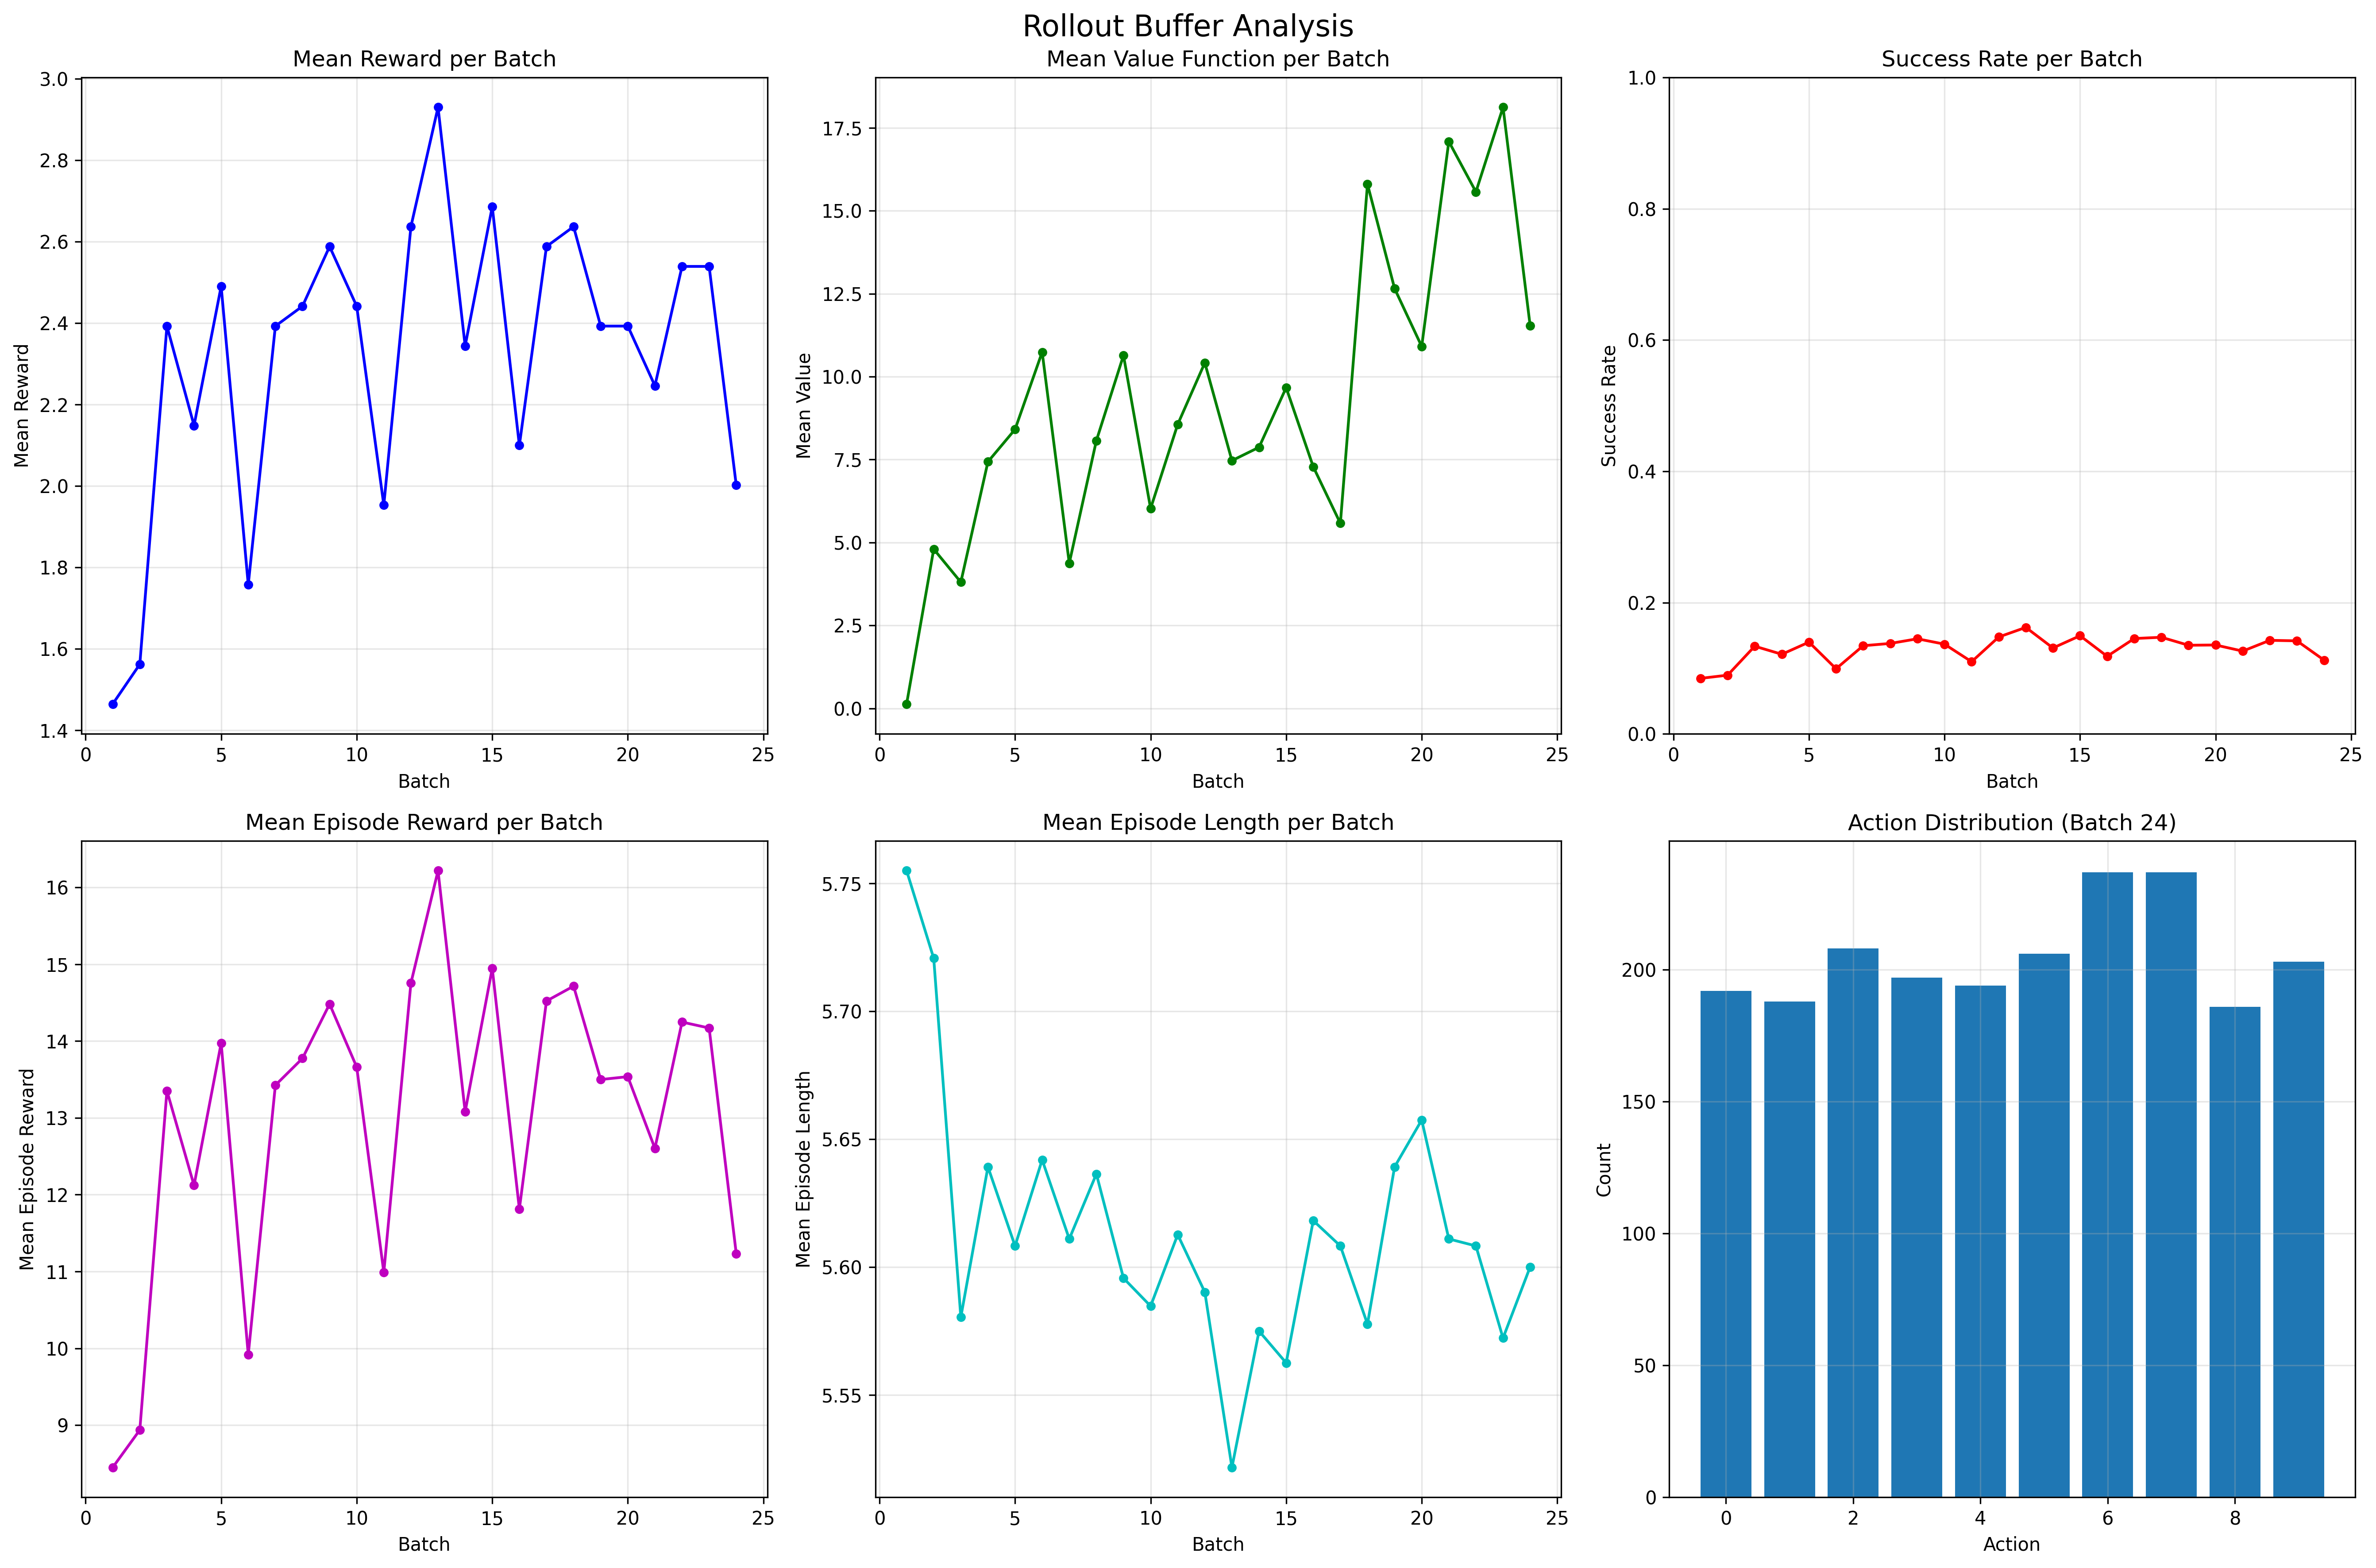 Rollout Buffer Analysis
Mean Reward per Batch
Mean Reward
3.0
2.8
2.6
2.4
2.2
2.0
1.8
1.6
1.4
0 5 10 15 20 25
Batch
Mean Value Function per Batch
Mean Value
17.5
15.0
12.5
10.0
7.5
5.0
2.5
0.0
0 5 10 15 20 25
Batch
Success Rate per Batch
Success Rate
1.0
0.8
0.6
0.4
0.2
0.0
0 5 10 15 20 25
Batch
Mean Episode Reward per Batch
Mean Episode Reward
16
15
14
13
12
11
10
9
0 5 10 15 20 25
Batch
Mean Episode Length per Batch
Mean Episode Length
5.75
5.70
5.65
5.60
5.55
0 5 10 15 20 25
Batch
Action Distribution (Batch 24)
Count
200
150
100
50
0
0 2 4 6 8
Action